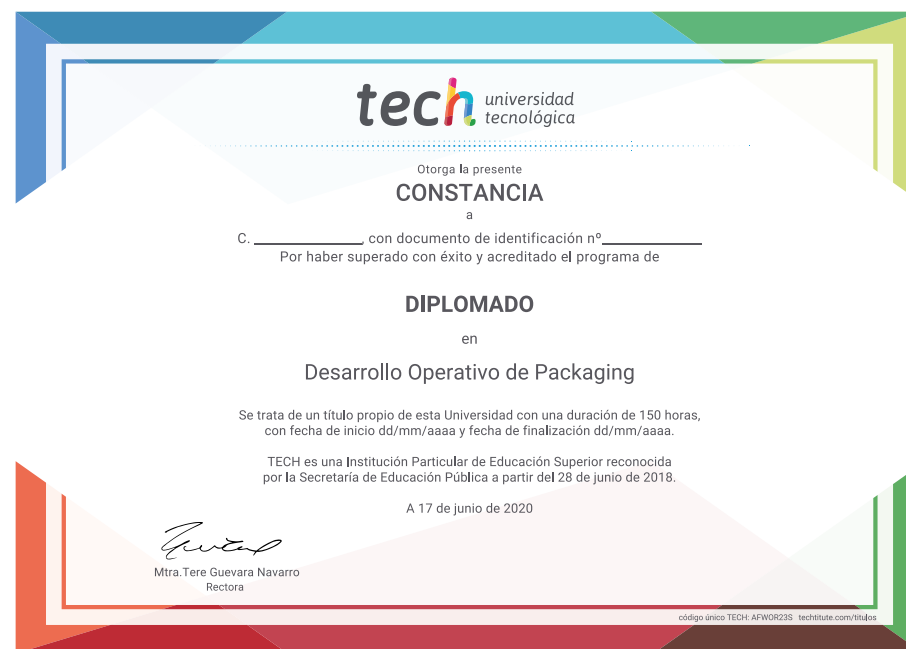 tech universidad
tecnológica
Otorga la presente
CONSTANCIA
a
C. ____________, con documento de identificación nº___________
Por haber superado con éxito y acreditado el programa de
DIPLOMADO
en
Desarrollo Operativo de Packaging
Se trata de un título propio de esta Universidad con una duración de 150 horas,
con fecha de inicio dd/mm/aaaa y fecha de finalización dd/mm/aaaa.
TECH es una Institución Particular de Educación Superior reconocida
por la Secretaría de Educación Pública a partir del 28 de junio de 2018.
A 17 de junio de 2020
Mtra.Tere Guevara Navarro
Rectora
código único TECH: AFWOR23S techtitute.com/titulos